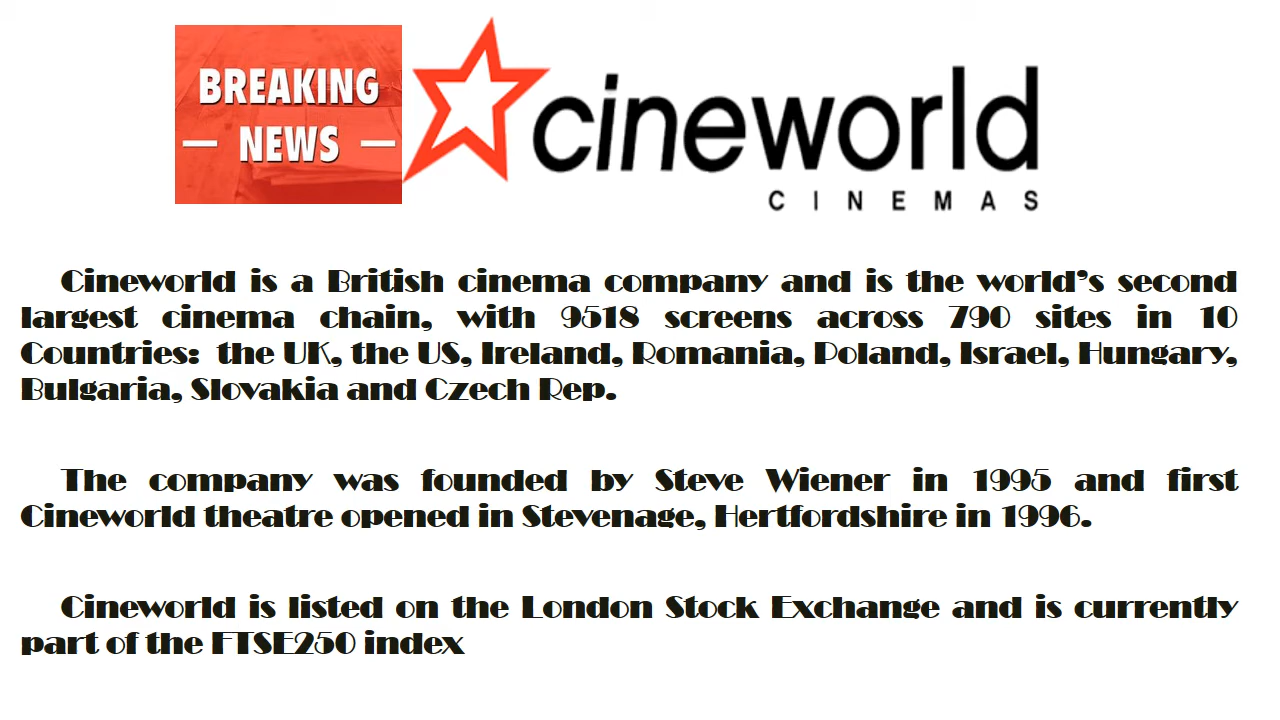 BREAKING
— NEWS —
cineworld
CINEMAS
Cineworld is a British cinema company and is the world's second
largest cinema chain, with 9518 screens across 790 sites in 10
Countries: the UK, the US, Ireland, Romania, Poland, Israel, Hungary,
Bulgaria, Slovakia and Czech Rep.
The company was founded by Steve Wiener in 1995 and first
Cineworld theatre opened in Stevenage, Hertfordshire in 1996.
Cineworld is listed on the London Stock Exchange and is currently
part of the FTSE250 index